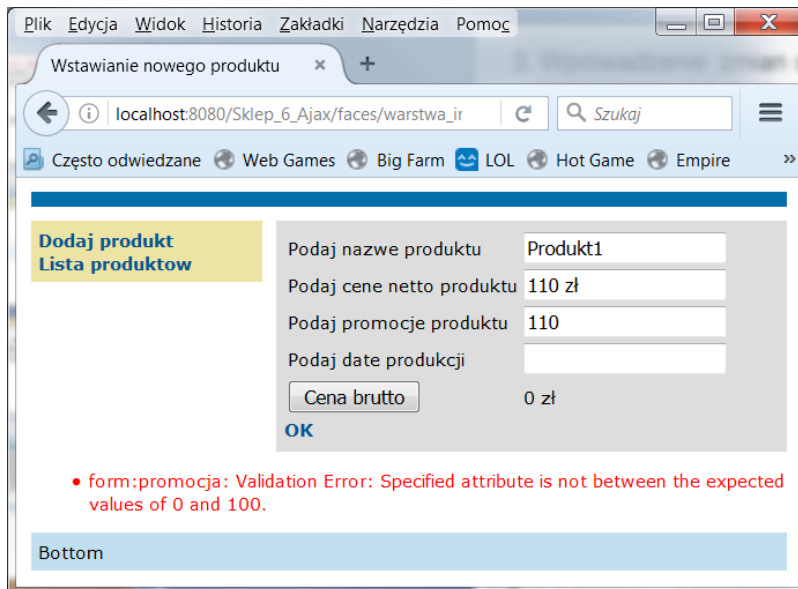 Plik Edycja Widok Historia Zakładki Narzędzia Pomoc
Wstawianie nowego produktu × +
localhost:8080/Sklep_6_Ajax/faces/warstwa_ir Szukaj
Często odwiedzane Web Games Big Farm LOL Hot Game Empire »
Dodaj produkt
Lista produktow
Podaj nazwe produktu Produkt1
Podaj cene netto produktu 110 zł
Podaj promocje produktu 110
Podaj date produkcji
Cena brutto 0 zł
OK
• form:promocja: Validation Error: Specified attribute is not between the expected
values of 0 and 100.
Bottom